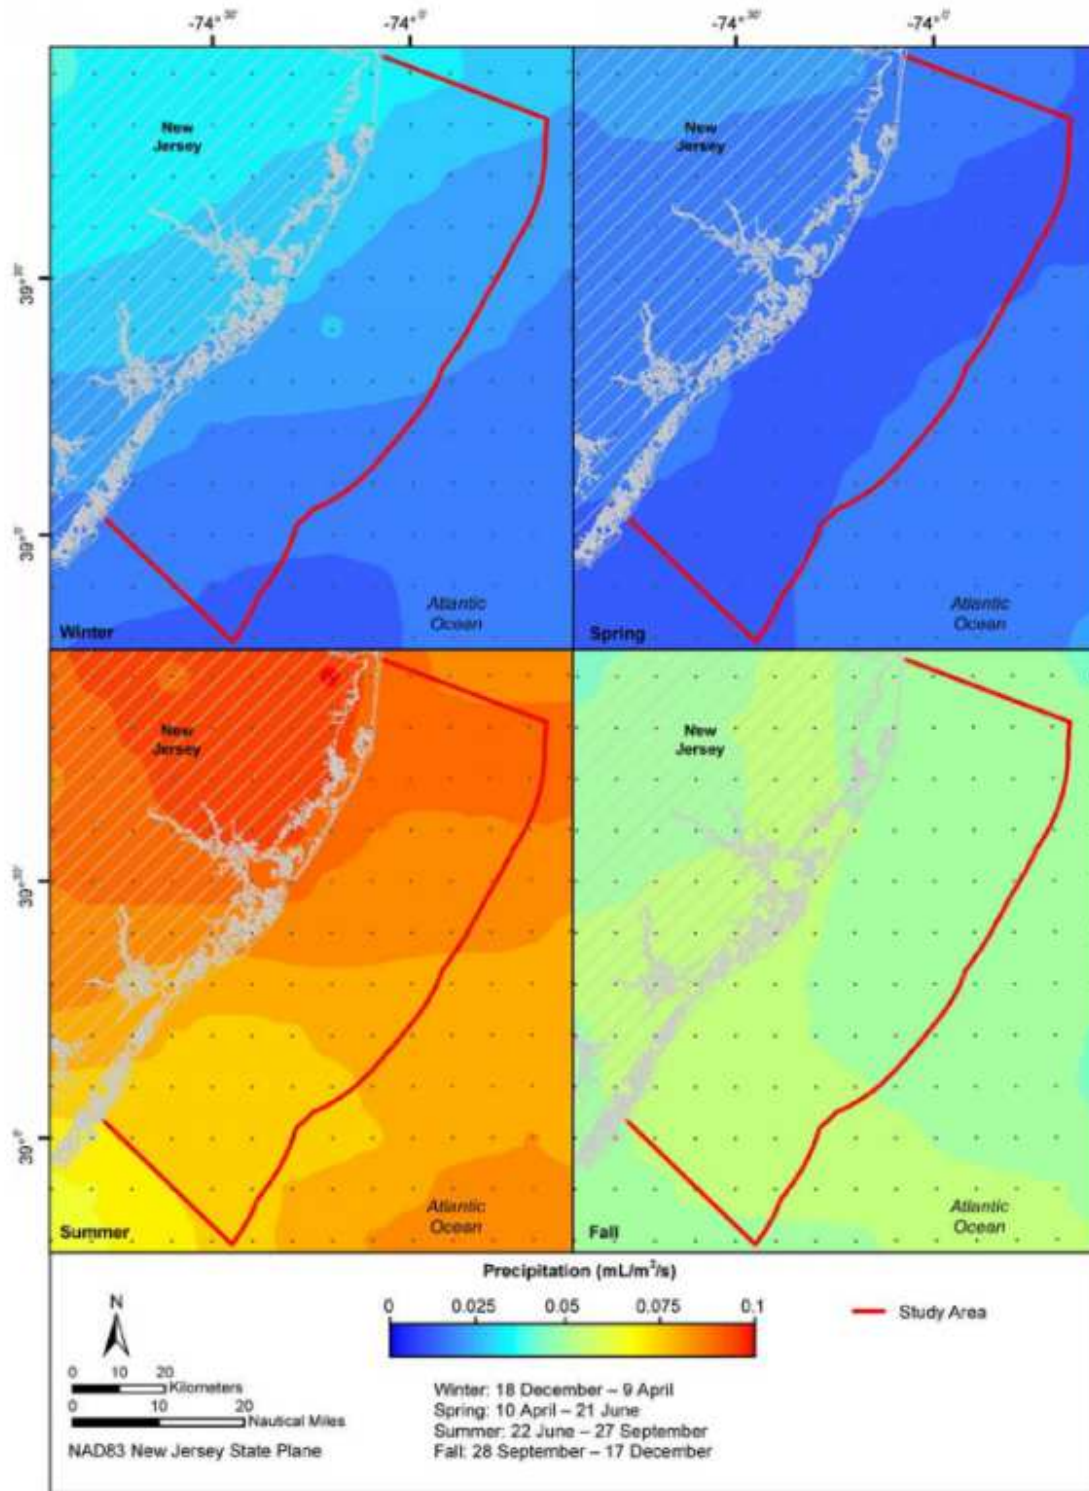 -74°30' -74°0' -74°30' -74°0'
39°30'
39°0'
New
Jersey
Atlantic
Ocean
Winter
New
Jersey
Atlantic
Ocean
Spring
39°30'
39°0'
New
Jersey
Atlantic
Ocean
Summer
New
Jersey
Atlantic
Ocean
Fall
Precipitation (mL/m²/s)
0 0.025 0.05 0.075 0.1
Study Area
N
0 10 20
Kilometers
0 10 20
Nautical Miles
NAD83 New Jersey State Plane
Winter: 18 December – 9 April
Spring: 10 April – 21 June
Summer: 22 June – 27 September
Fall: 28 September – 17 December